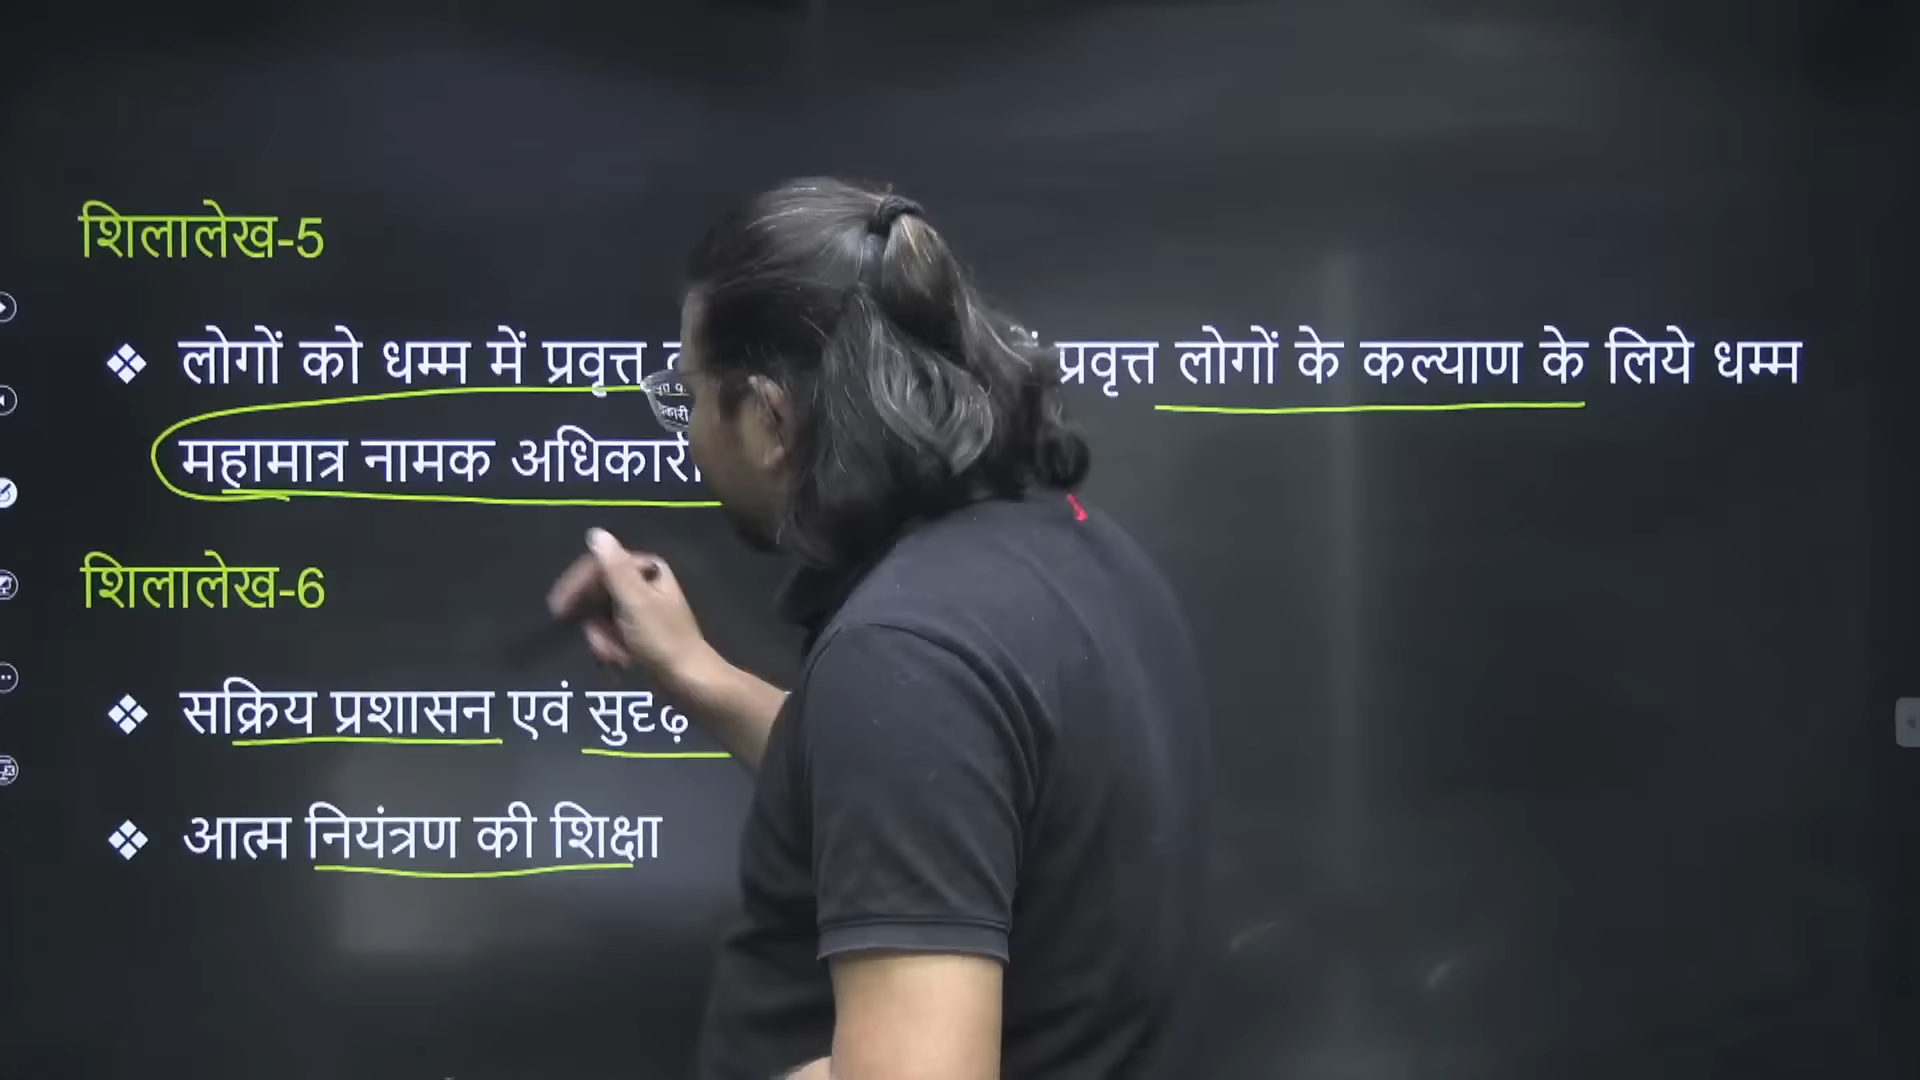 शिलालेख-5
❖ लोगों को धम्म में प्रवृत्त प्रवृत्त लोगों के कल्याण के लिये धम्म
महामात्र नामक अधिकारी
शिलालेख-6
❖ सक्रिय प्रशासन एवं सुदृढ़
❖ आत्म नियंत्रण की शिक्षा